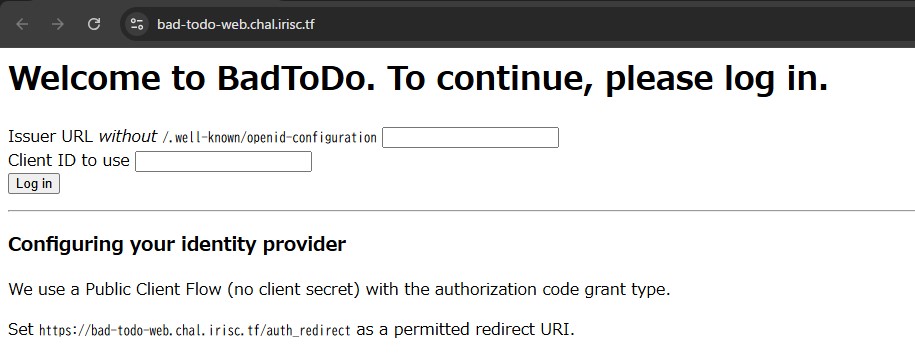 bad-todo-web.chal.irisc.tf
Welcome to BadToDo. To continue, please log in.
Issuer URL without /.well-known/openid-configuration
Client ID to use
Log in
Configuring your identity provider
We use a Public Client Flow (no client secret) with the authorization code grant type.
Set https://bad-todo-web.chal.irisc.tf/auth_redirect as a permitted redirect URI.